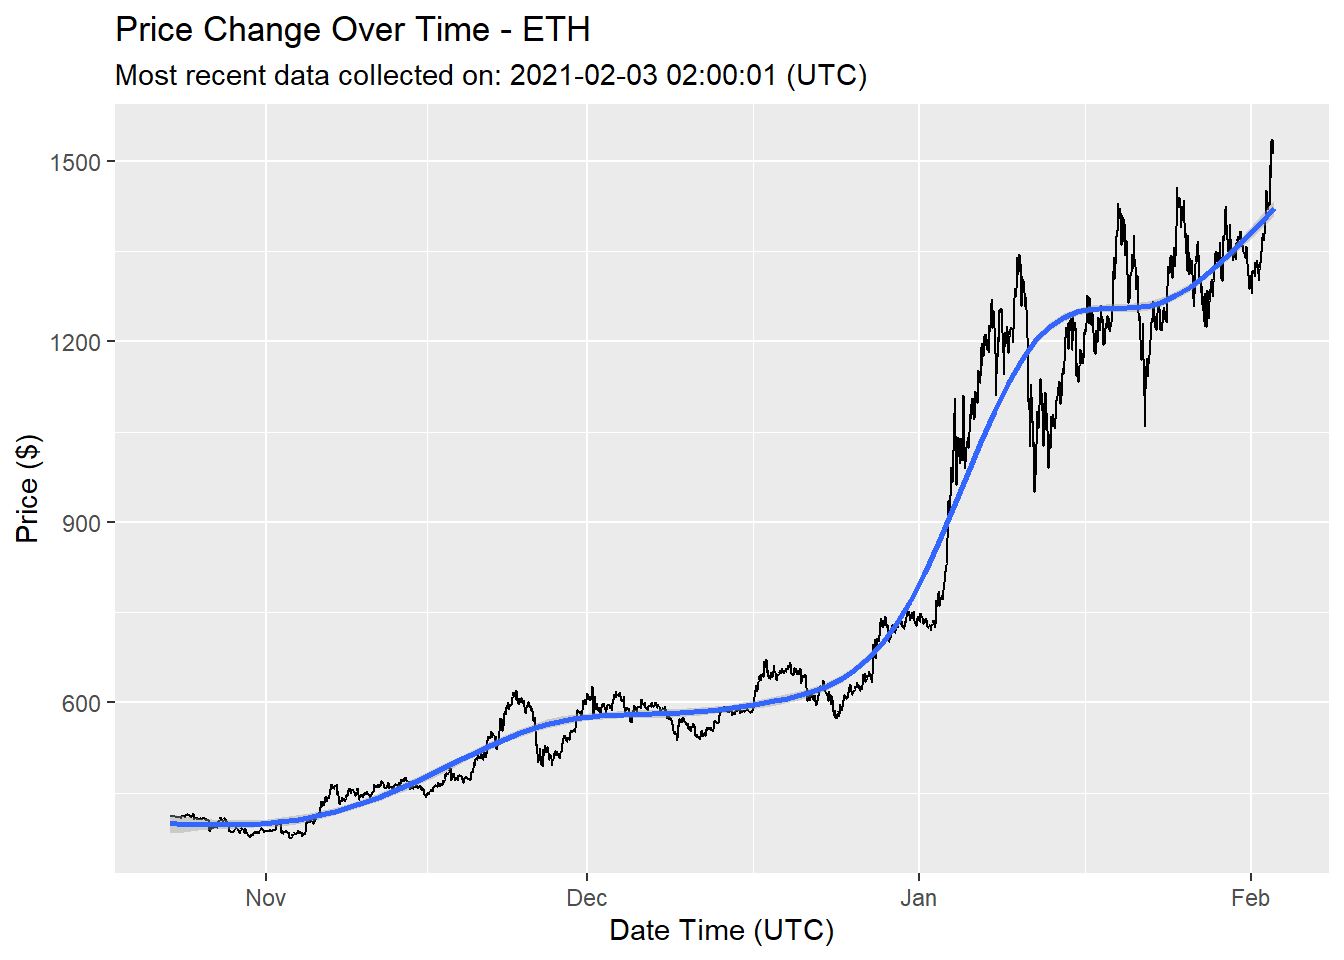 Price Change Over Time - ETH
Most recent data collected on: 2021-02-03 02:00:01 (UTC)
1500
1200
900
600
Price ($)
Nov
Dec
Jan
Feb
Date Time (UTC)